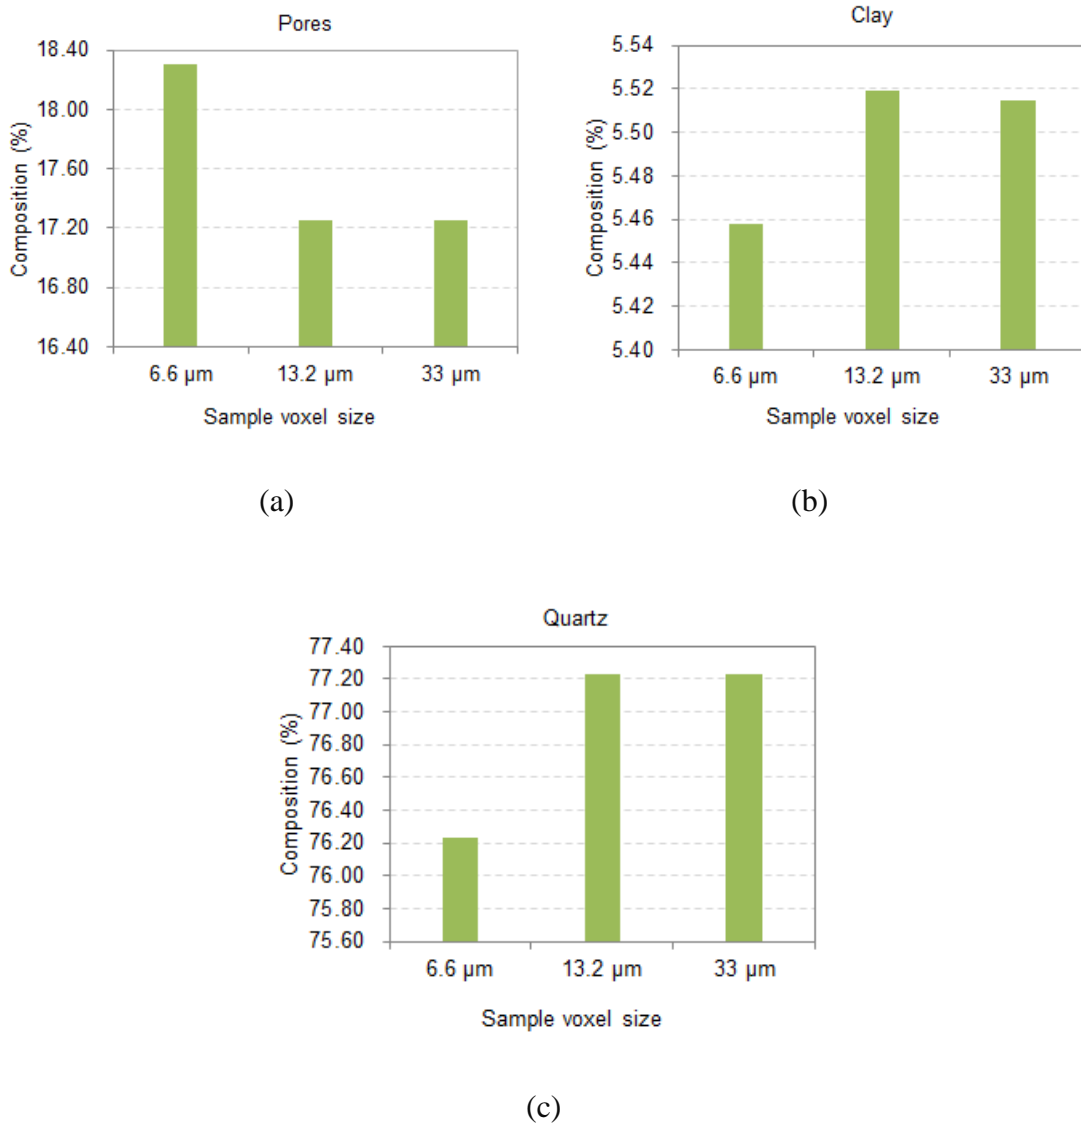 Pores
Composition (%)
18.40
18.00
17.60
17.20
16.80
16.40
6.6 µm 13.2 µm 33 µm
Sample voxel size
(a)
Clay
Composition (%)
5.54
5.52
5.50
5.48
5.46
5.44
5.42
5.40
6.6 µm 13.2 µm 33 µm
Sample voxel size
(b)
Quartz
Composition (%)
77.40
77.20
77.00
76.80
76.60
76.40
76.20
76.00
75.80
75.60
6.6 µm 13.2 µm 33 µm
Sample voxel size
(c)